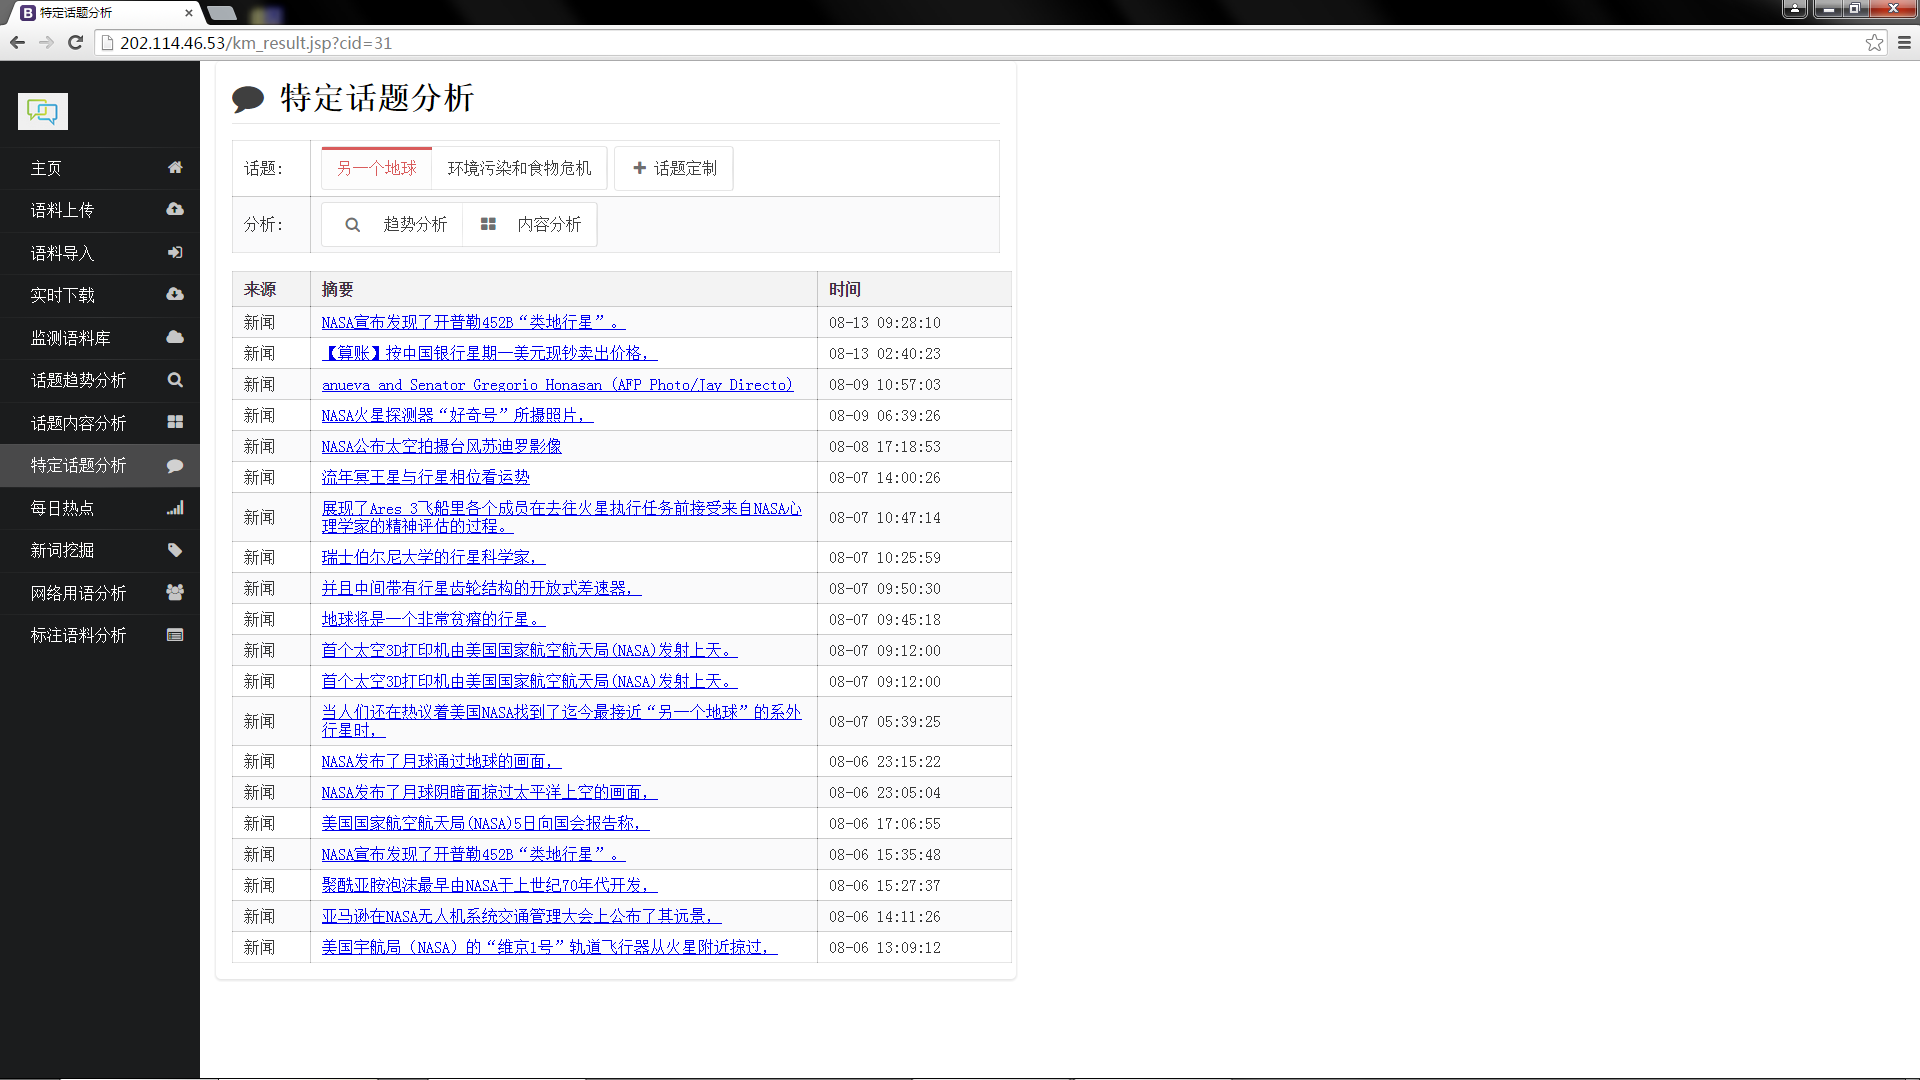 特定话题分析
202.114.46.53/km_result.jsp?cid=31
主页
语料上传
语料导入
实时下载
监测语料库
话题趋势分析
话题内容分析
特定话题分析
每日热点
新词挖掘
网络用语分析
标注语料分析
特定话题分析
话题： 另一个地球 环境污染和食物危机 话题定制
分析： 趋势分析 内容分析
来源 摘要 时间
新闻 NASA宣布发现了开普勒452B“类地行星”。 08-13 09:28:10
新闻 【算账】按中国银行星期一美元现钞卖出价格， 08-13 02:40:23
新闻 anueva and Senator Gregorio Honasan (AFP Photo/Jay Directo) 08-09 10:57:03
新闻 NASA火星探测器“好奇号”所摄照片， 08-09 06:39:26
新闻 NASA公布太空拍摄台风苏迪罗影像 08-08 17:18:53
新闻 流年冥王星与行星相位看运势 08-07 14:00:26
新闻 展现了Ares 3飞船里各个成员在去往火星执行任务前接受来自NASA心
理学家的精神评估的过程。 08-07 10:47:14
新闻 瑞士伯尔尼大学的行星科学家， 08-07 10:25:59
新闻 并且中间带有行星齿轮结构的开放式差速器， 08-07 09:50:30
新闻 地球将是一个非常贫瘠的行星。 08-07 09:45:18
新闻 首个太空3D打印机由美国国家航空航天局(NASA)发射上天。 08-07 09:12:00
新闻 首个太空3D打印机由美国国家航空航天局(NASA)发射上天。 08-07 09:12:00
新闻 当人们还在热议着美国NASA找到了迄今最接近“另一个地球”的系外
行星时， 08-07 05:39:25
新闻 NASA发布了月球通过地球的画面， 08-06 23:15:22
新闻 NASA发布了月球阴暗面掠过太平洋上空的画面， 08-06 23:05:04
新闻 美国国家航空航天局(NASA)5日向国会报告称， 08-06 17:06:55
新闻 NASA宣布发现了开普勒452B“类地行星”。 08-06 15:35:48
新闻 聚酰亚胺泡沫最早由NASA于上世纪70年代开发， 08-06 15:27:37
新闻 亚马逊在NASA无人机系统交通管理大会上公布了其远景， 08-06 14:11:26
新闻 美国宇航局（NASA）的“维京1号”轨道飞行器从火星附近掠过， 08-06 13:09:12